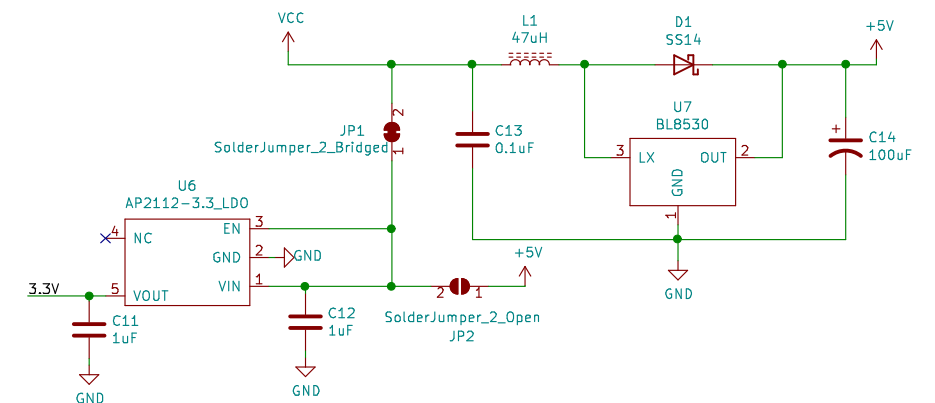 VCC
L1
47uH
D1
SS14
+5V
U7
BL8530
3
LX
OUT
2
GND
1
+
C14
100uF
C13
0.1uF
2
JP1
SolderJumper_2_Bridged
1
U6
AP2112-3.3_LDO
4
NC
EN
3
GND
2
GND
VIN
1
3.3V
5
VOUT
C11
1uF
GND
C12
1uF
GND
+5V
2
1
SolderJumper_2_Open
JP2
GND